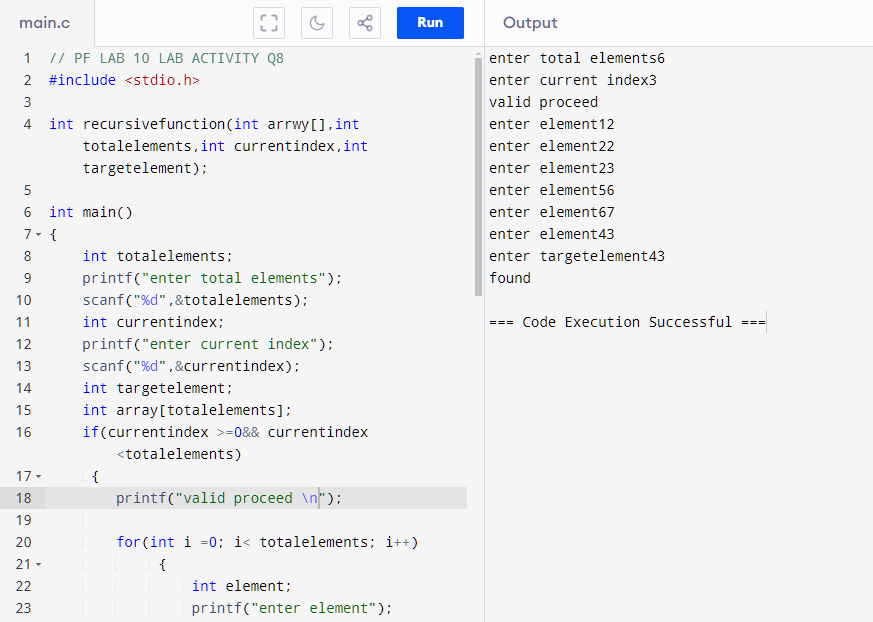 main.c
Run
Output
1 // PF LAB 10 LAB ACTIVITY Q8
2 #include <stdio.h>
3
4 int recursivefunction(int arrwy[],int
totalelements,int currentindex,int
targetelement);
5
6 int main()
7 {
8 int totalelements;
9 printf("enter total elements");
10 scanf("%d",&totalelements);
11 int currentindex;
12 printf("enter current index");
13 scanf("%d",&currentindex);
14 int targetelement;
15 int array[totalelements];
16 if(currentindex >=0&& currentindex
<totalelements)
17 {
18 printf("valid proceed \n");
19
20 for(int i =0; i< totalelements; i++)
21 {
22 int element;
23 printf("enter element");
enter total elements6
enter current index3
valid proceed
enter element12
enter element22
enter element23
enter element56
enter element67
enter element43
enter targetelement43
found
=== Code Execution Successful ===